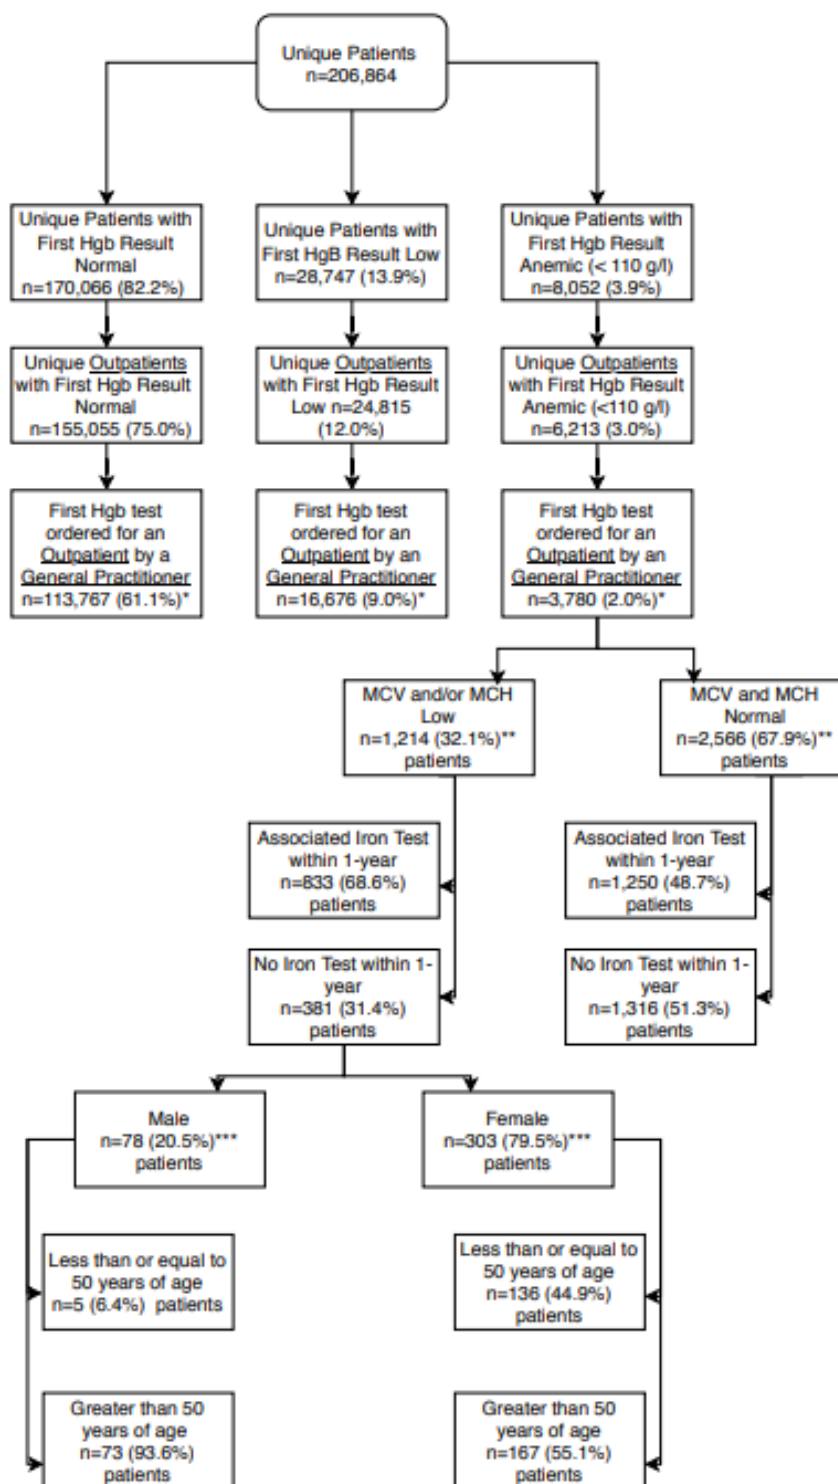 Unique Patients
n=206,864
Unique Patients with
First Hgb Result
Normal
n=170,066 (82.2%)
Unique Patients with
First HgB Result Low
n=28,747 (13.9%)
Unique Patients with
First Hgb Result
Anemic (< 110 g/l)
n=8,052 (3.9%)
Unique Outpatients
with First Hgb Result
Normal
n=155,055 (75.0%)
Unique Outpatients
with First Hgb Result
Low n=24,815
(12.0%)
Unique Outpatients
with First Hgb Result
Anemic (<110 g/l)
n=6,213 (3.0%)
First Hgb test
ordered for an
Outpatient by a
General Practitioner
n=113,767 (61.1%)*
First Hgb test
ordered for an
Outpatient by an
General Practitioner
n=16,676 (9.0%)*
First Hgb test
ordered for an
Outpatient by an
General Practitioner
n=3,780 (2.0%)*
MCV and/or MCH
Low
n=1,214 (32.1%)**
patients
MCV and MCH
Normal
n=2,566 (67.9%)**
patients
Associated Iron Test
within 1-year
n=833 (68.6%)
patients
Associated Iron Test
within 1-year
n=1,250 (48.7%)
patients
No Iron Test within 1-
year
n=381 (31.4%)
patients
No Iron Test within 1-
year
n=1,316 (51.3%)
patients
Male
n=78 (20.5%)***
patients
Female
n=303 (79.5%)***
patients
Less than or equal to
50 years of age
n=5 (6.4%) patients
Less than or equal to
50 years of age
n=136 (44.9%)
patients
Greater than 50
years of age
n=73 (93.6%)
patients
Greater than 50
years of age
n=167 (55.1%)
patients